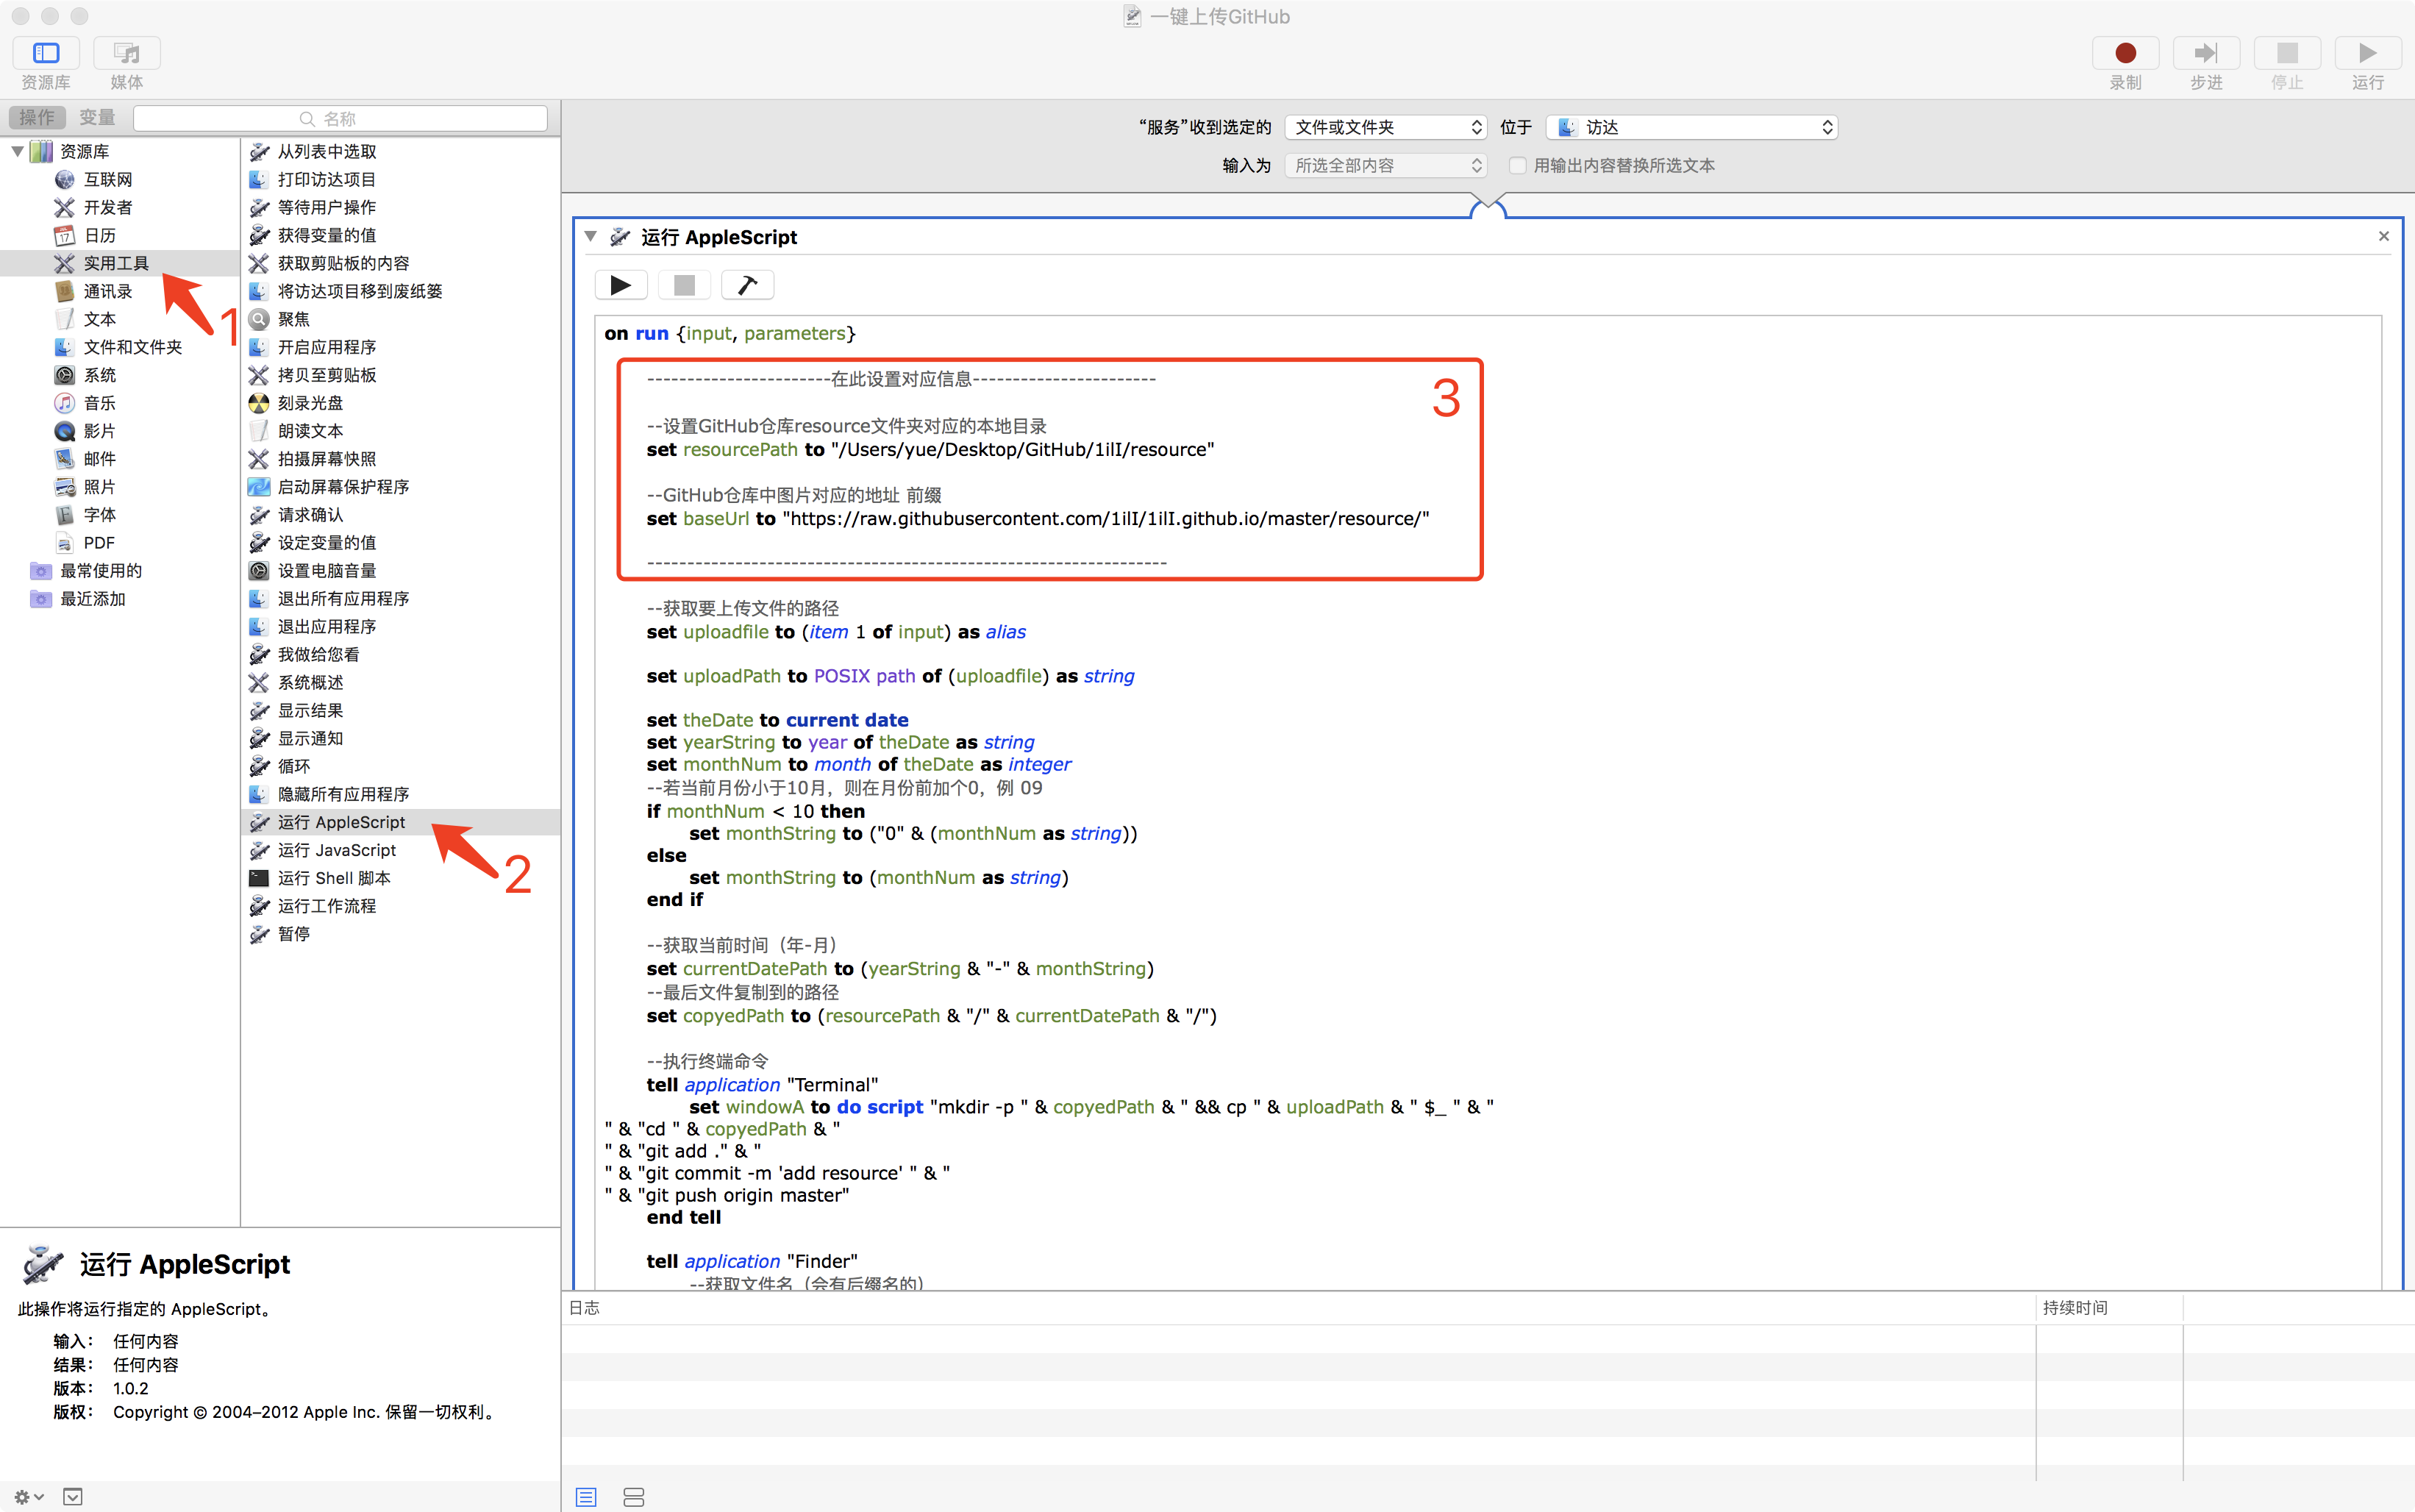 一键上传GitHub
资源库
媒体
录制
步进
停止
运行
操作
变量
名称
“服务”收到选定的
文件或文件夹
位于
访达
输入为
所选全部内容
用输出内容替换所选文本
资源库
互联网
开发者
日历
实用工具
通讯录
文本
文件和文件夹
系统
音乐
影片
邮件
照片
字体
PDF
最常使用的
最近添加
1
从列表中选取
打印访达项目
等待用户操作
获得变量的值
获取剪贴板的内容
将访达项目移到废纸篓
聚焦
开启应用程序
拷贝至剪贴板
刻录光盘
朗读文本
拍摄屏幕快照
启动屏幕保护程序
请求确认
设定变量的值
设置电脑音量
退出所有应用程序
退出应用程序
我做给您看
系统概述
显示结果
显示通知
循环
隐藏所有应用程序
运行 AppleScript
运行 JavaScript
运行 Shell 脚本
运行工作流程
暂停
2
运行 AppleScript
on run {input, parameters}
-----------------------在此设置对应信息-----------------------
3
--设置GitHub仓库resource文件夹对应的本地目录
set resourcePath to "/Users/yue/Desktop/GitHub/1ilI/resource"
--GitHub仓库中图片对应的地址 前缀
set baseUrl to "https://raw.githubusercontent.com/1ilI/1ilI.github.io/master/resource/"
-----------------------------------------------------------------
--获取要上传文件的路径
set uploadfile to (item 1 of input) as alias
set uploadPath to POSIX path of (uploadfile) as string
set theDate to current date
set yearString to year of theDate as string
set monthNum to month of theDate as integer
--若当前月份小于10月，则在月份前加个0，例 09
if monthNum < 10 then
set monthString to ("0" & (monthNum as string))
else
set monthString to (monthNum as string)
end if
--获取当前时间（年-月）
set currentDatePath to (yearString & "-" & monthString)
--最后文件复制到的路径
set copyedPath to (resourcePath & "/" & currentDatePath & "/")
--执行终端命令
tell application "Terminal"
set windowA to do script "mkdir -p " & copyedPath & " && cp " & uploadPath & " $_ " & "
" & "cd " & copyedPath & "
" & "git add ." & "
" & "git commit -m 'add resource' " & "
" & "git push origin master"
end tell
tell application "Finder"
--获取文件名（会有后缀名的）
运行 AppleScript
此操作将运行指定的 AppleScript。
输入： 任何内容
结果： 任何内容
版本： 1.0.2
版权： Copyright © 2004–2012 Apple Inc. 保留一切权利。
日志
持续时间